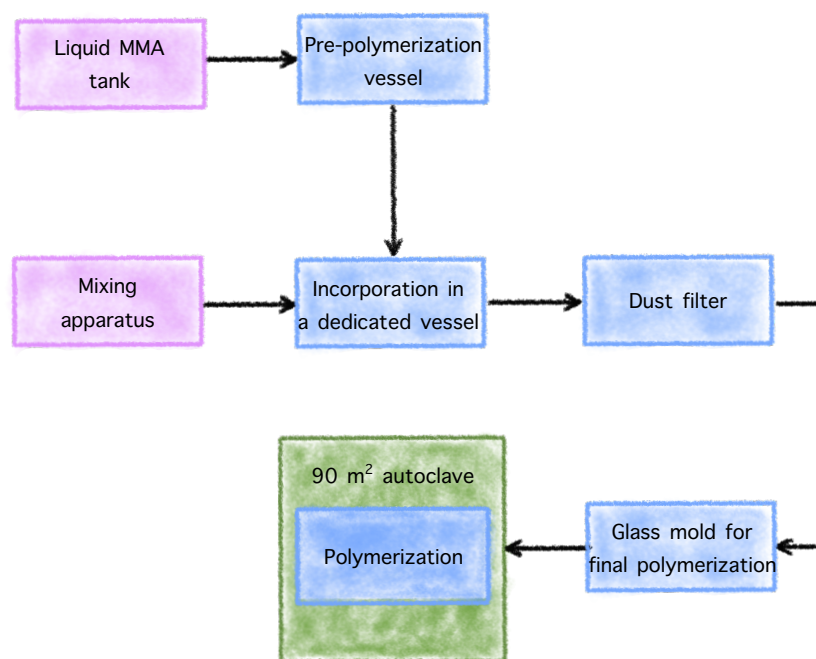 Liquid MMA
tank
Pre-polymerization
vessel
Mixing
apparatus
Incorporation in
a dedicated vessel
Dust filter
90 m² autoclave
Polymerization
Glass mold for
final polymerization